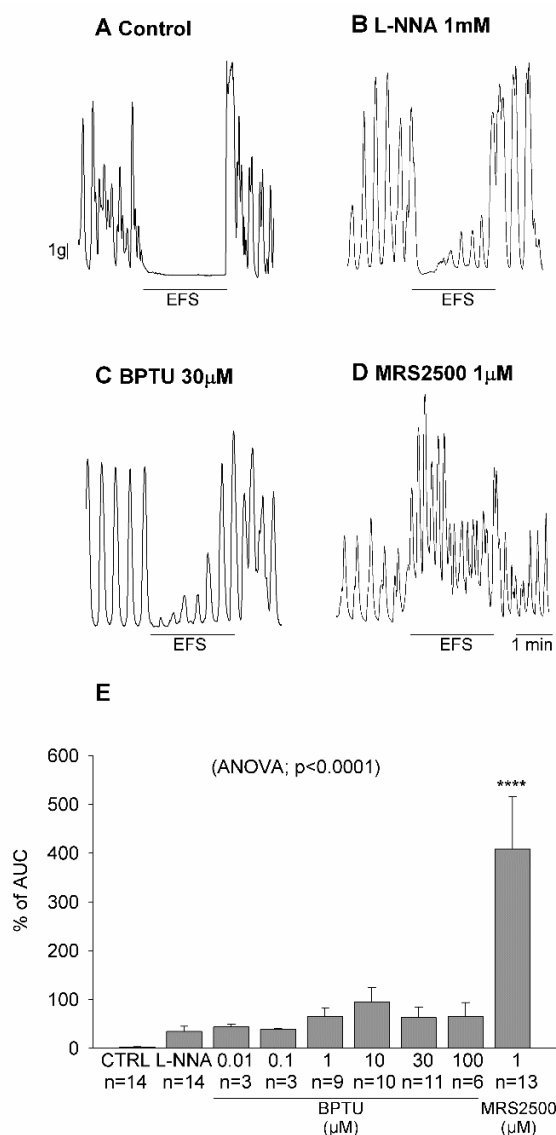 A Control
B L-NNA 1mM
1g
EFS
EFS
C BPTU 30µM
D MRS2500 1µM
EFS
EFS
1 min
E
(ANOVA; p<0.0001)
****
% of AUC
600
500
400
300
200
100
0
CTRL L-NNA 0.01 0.1 1 10 30 100 1
n=14 n=14 n=3 n=3 n=9 n=10 n=11 n=6 n=13
BPTU MRS2500
(µM) (µM)